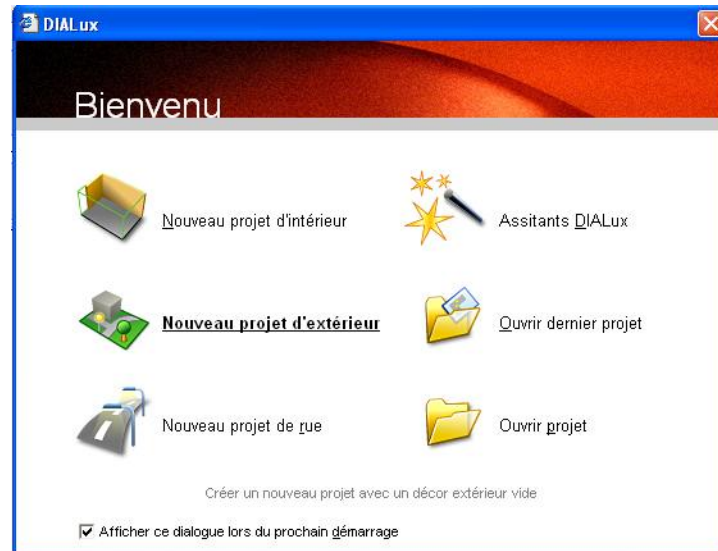 DIALux
Bienvenu
Nouveau projet d'intérieur
Assitants DIALux
Nouveau projet d'extérieur
Ouvrir dernier projet
Nouveau projet de rue
Ouvrir projet
Créer un nouveau projet avec un décor extérieur vide
Afficher ce dialogue lors du prochain démarrage